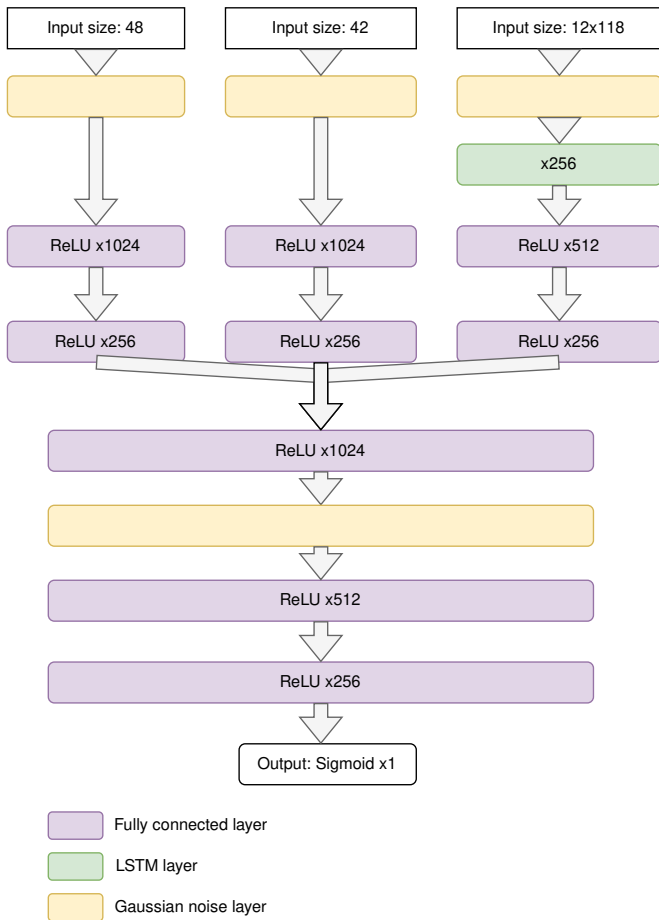 Input size: 48
Input size: 42
Input size: 12x118
x256
ReLU x1024
ReLU x1024
ReLU x512
ReLU x256
ReLU x256
ReLU x256
ReLU x1024
ReLU x512
ReLU x256
Output: Sigmoid x1
Fully connected layer
LSTM layer
Gaussian noise layer